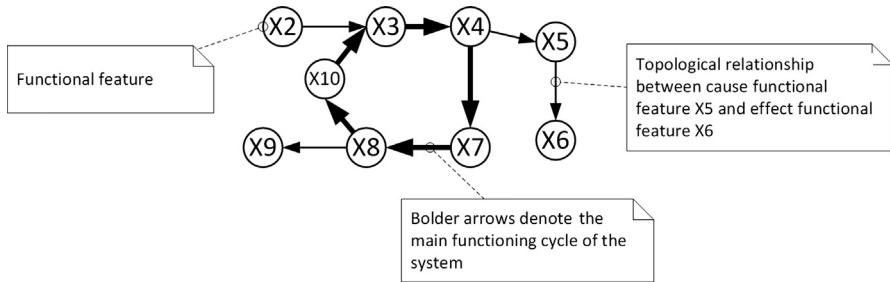 X2
X3
X4
X5
Functional feature
X10
Topological relationship
between cause functional
feature X5 and effect functional
feature X6
X6
X9
X8
X7
Bolder arrows denote the
main functioning cycle of the
system